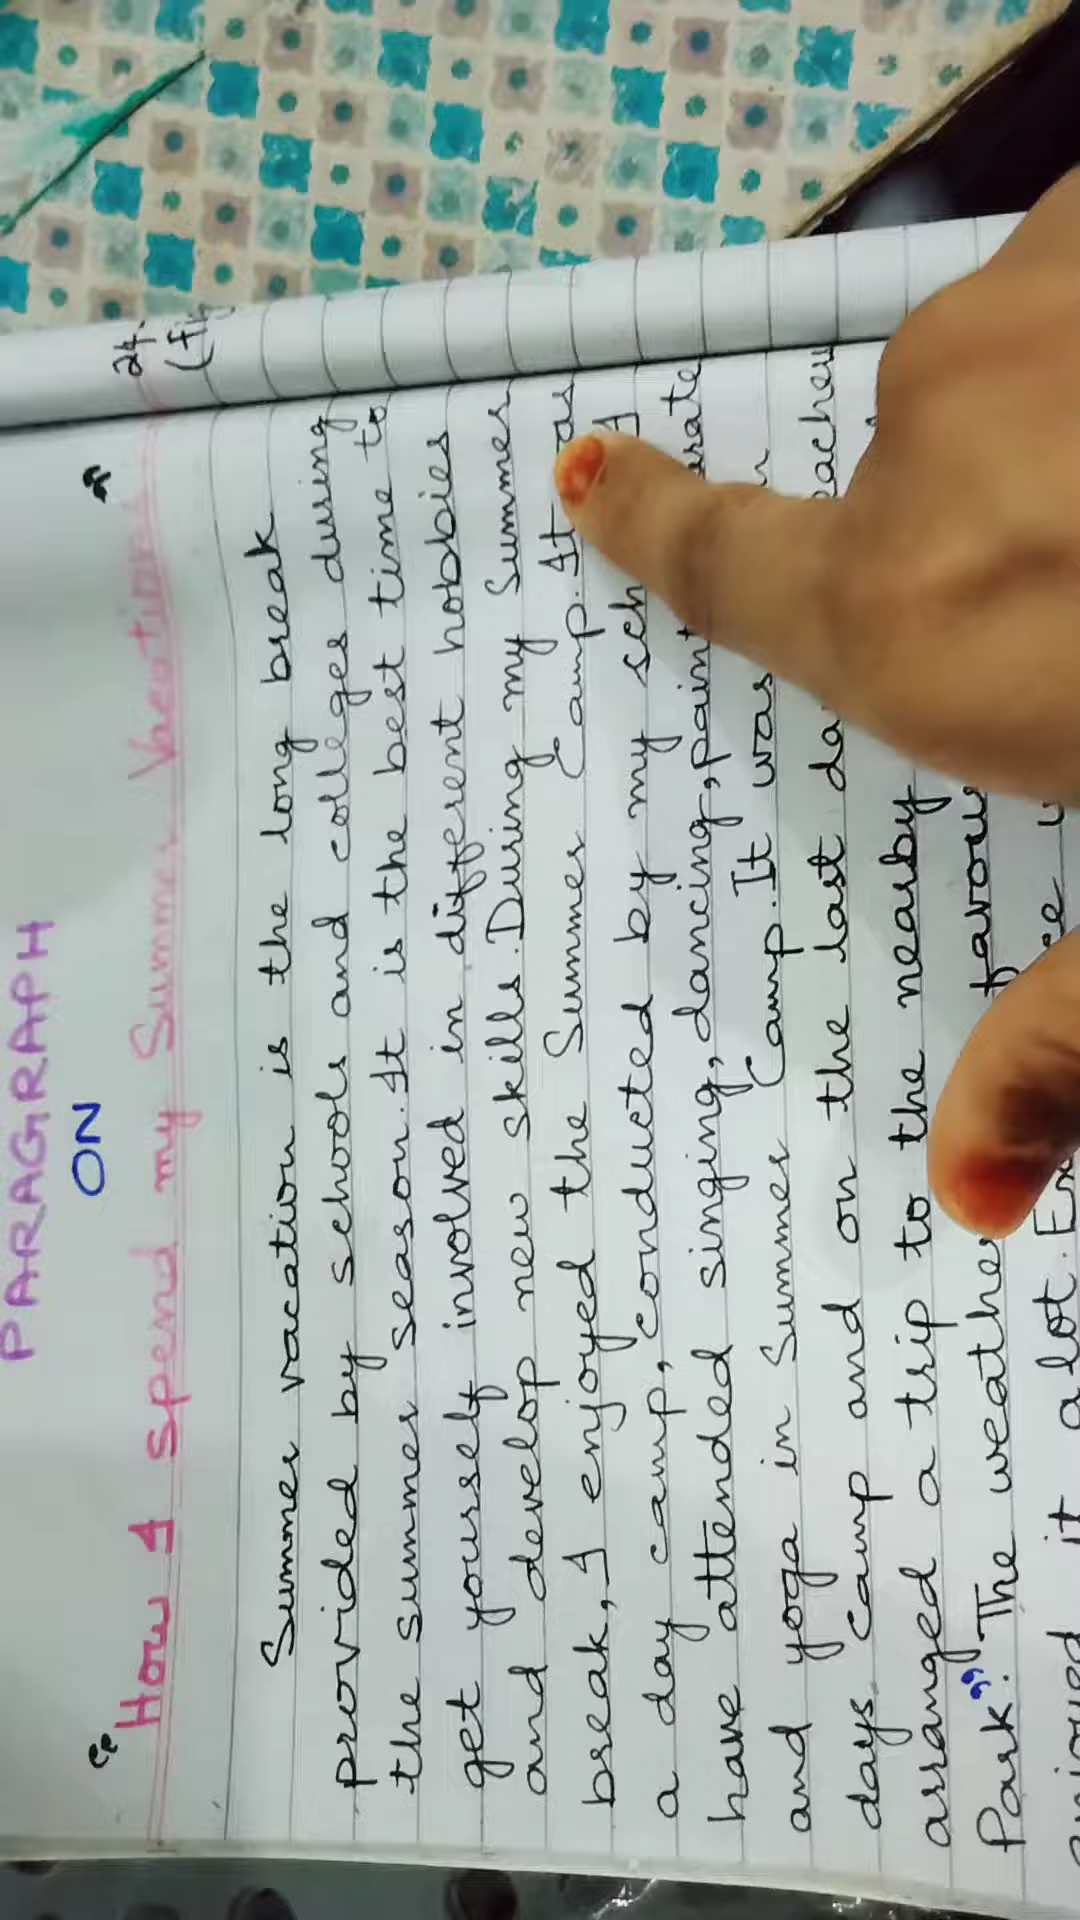 PARAGRAPH
ON
"How I spend my Summer Vacation"
Summer vacation is the long break
provided by schools and colleges during
the summer season. It is the best time to
get yourself involved in different hobbies
and develop new skills. During my Summer
break, I enjoyed the Summer Camp. It
a day camp, conducted by my
have attended singing, dancing,
and yoga in Summer Camp. It was
days camp and on the last
arranged a trip to the nearby
Park". The weather
enjoyed it a lot.